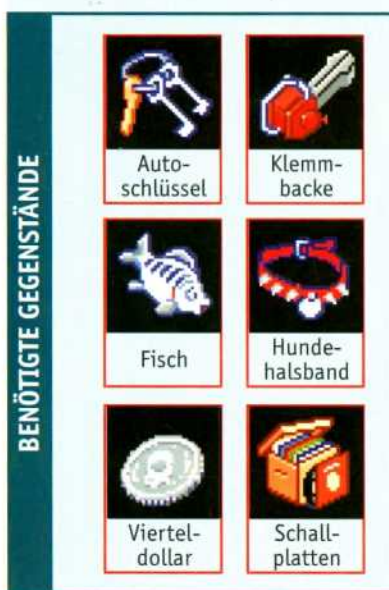 BENÖTIGTE GEGENSTÄNDE
Auto-
schlüssel
Klemm-
backe
Fisch
Hunde-
halsband
Viertel-
dollar
Schall-
platten